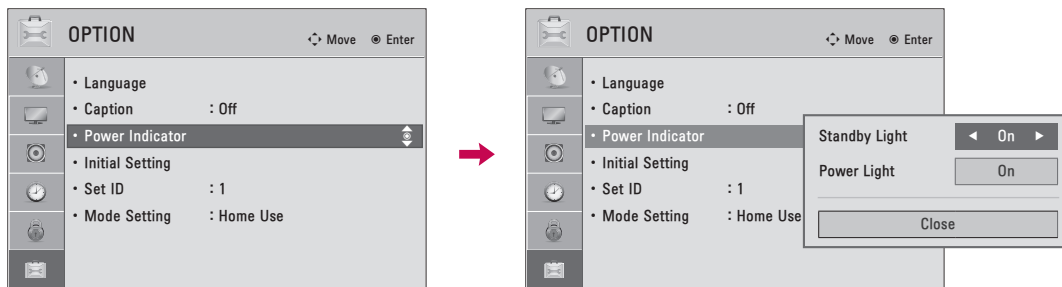 OPTION
Move Enter
• Language
• Caption : Off
• Power Indicator
• Initial Setting
• Set ID : 1
• Mode Setting : Home Use
OPTION
Move Enter
• Language
• Caption : Off
• Power Indicator
• Initial Setting
• Set ID : 1
• Mode Setting : Home Use
Standby Light ◀ On ▶
Power Light On
Close